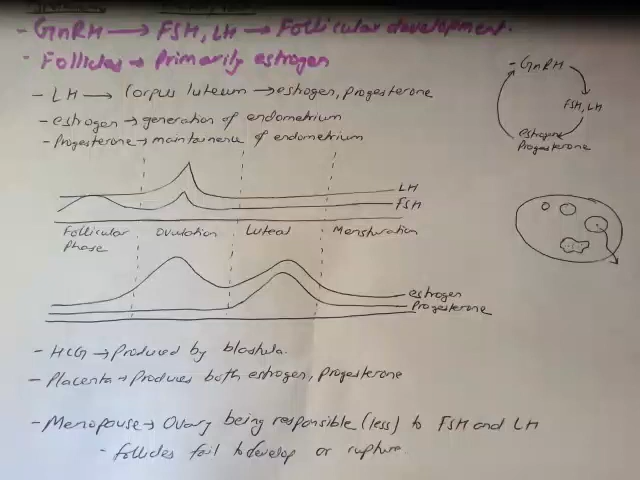 - GnRH → FSH, LH → Follicular development.
- Follicles → Primarily estrogen
- LH → Corpus luteum → estrogen, progesterone
- estrogen → generation of endometrium
- Progesterone → maintainence of endometrium
- GnRH
FSH, LH
estrogene
Progesterone
LH
FSH
Follicular Phase
Ovulation
Luteal
Mensturation
estrogen
Progesterone
- HCG → Produced by blastula.
- Placenta → Produces both estrogen, progesterone
- Menopause → Ovary being responsible (less) to FSH and LH
- follicles fail to develop or rupture.